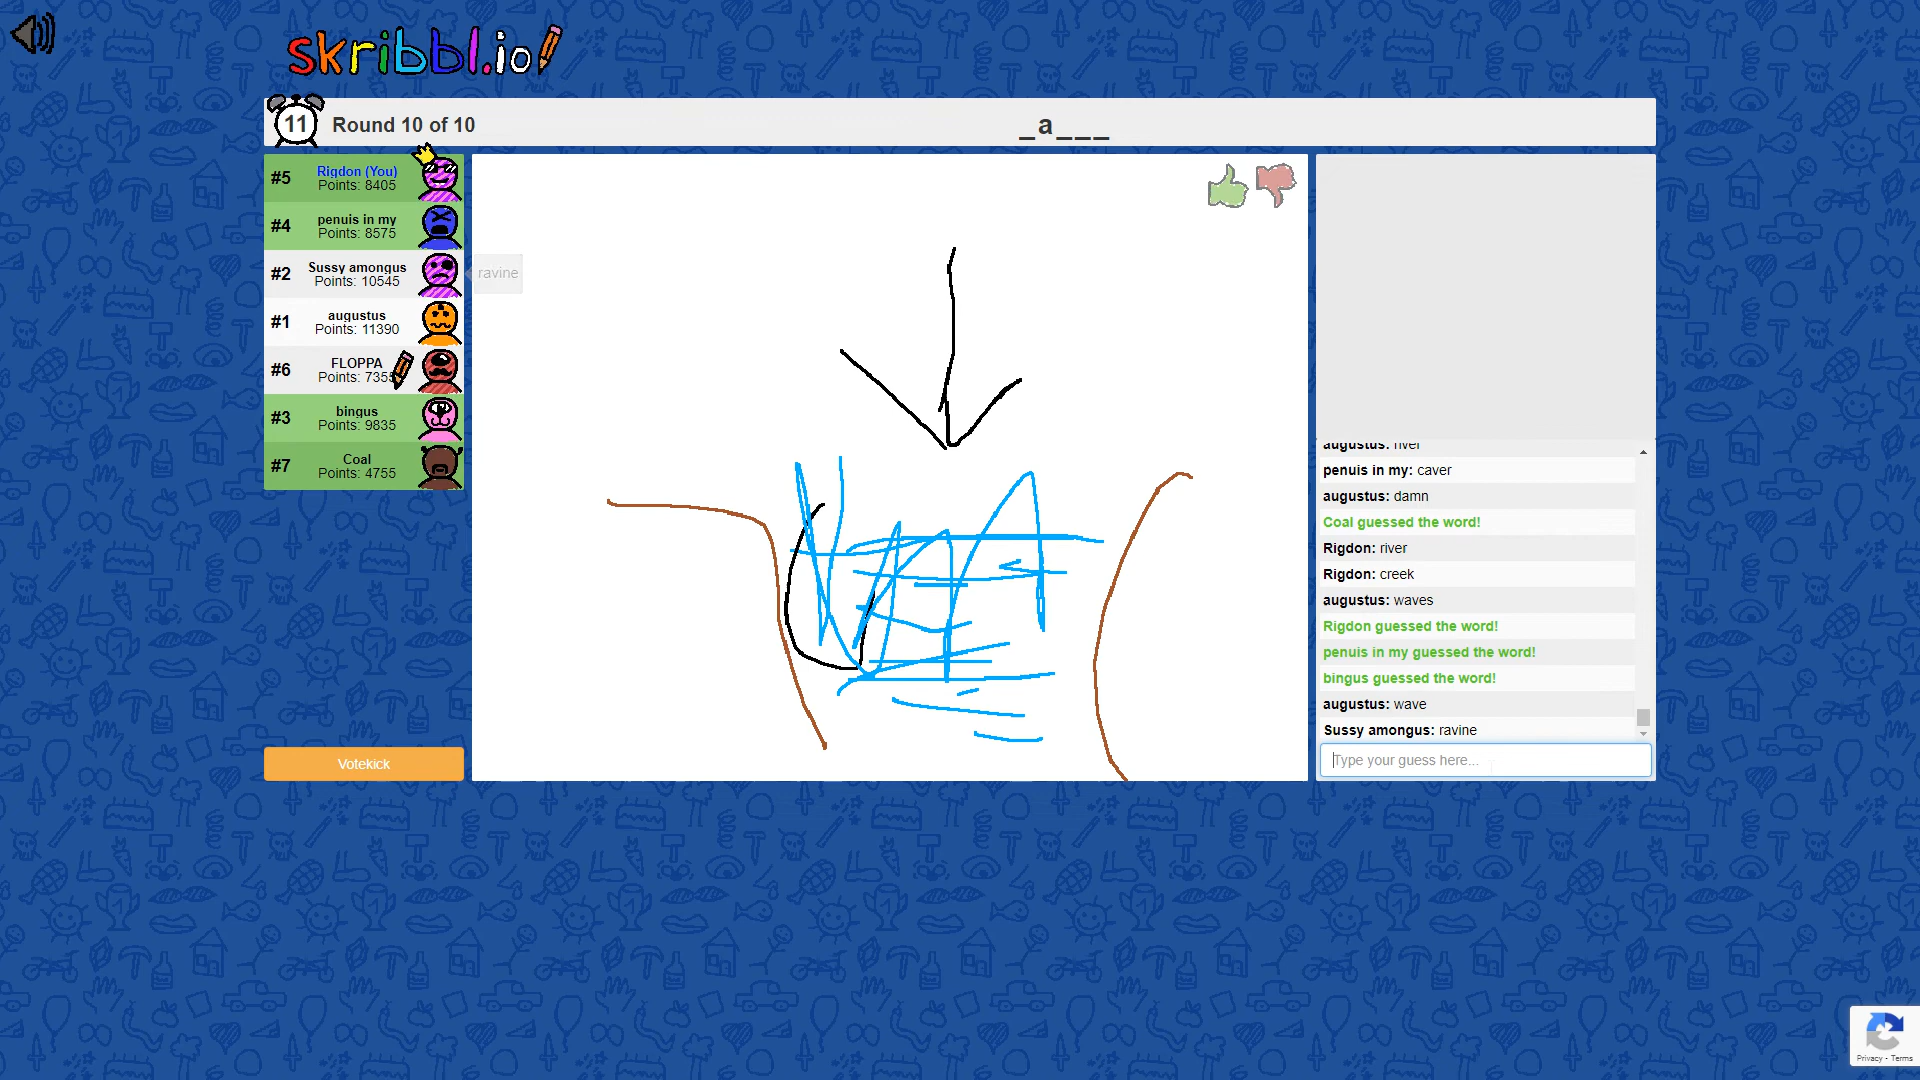 skribbl.io
11
Round 10 of 10
_a___
#5
Rigdon (You)
Points: 8405
#4
penuis in my
Points: 8575
#2
Sussy amongus
Points: 10545
ravine
#1
augustus
Points: 11390
#6
FLOPPA
Points: 7355
#3
bingus
Points: 9835
#7
Coal
Points: 4755
Votekick
augustus: river
penuis in my: caver
augustus: damn
Coal guessed the word!
Rigdon: river
Rigdon: creek
augustus: waves
Rigdon guessed the word!
penuis in my guessed the word!
bingus guessed the word!
augustus: wave
Sussy amongus: ravine
Type your guess here...
Privacy - Terms